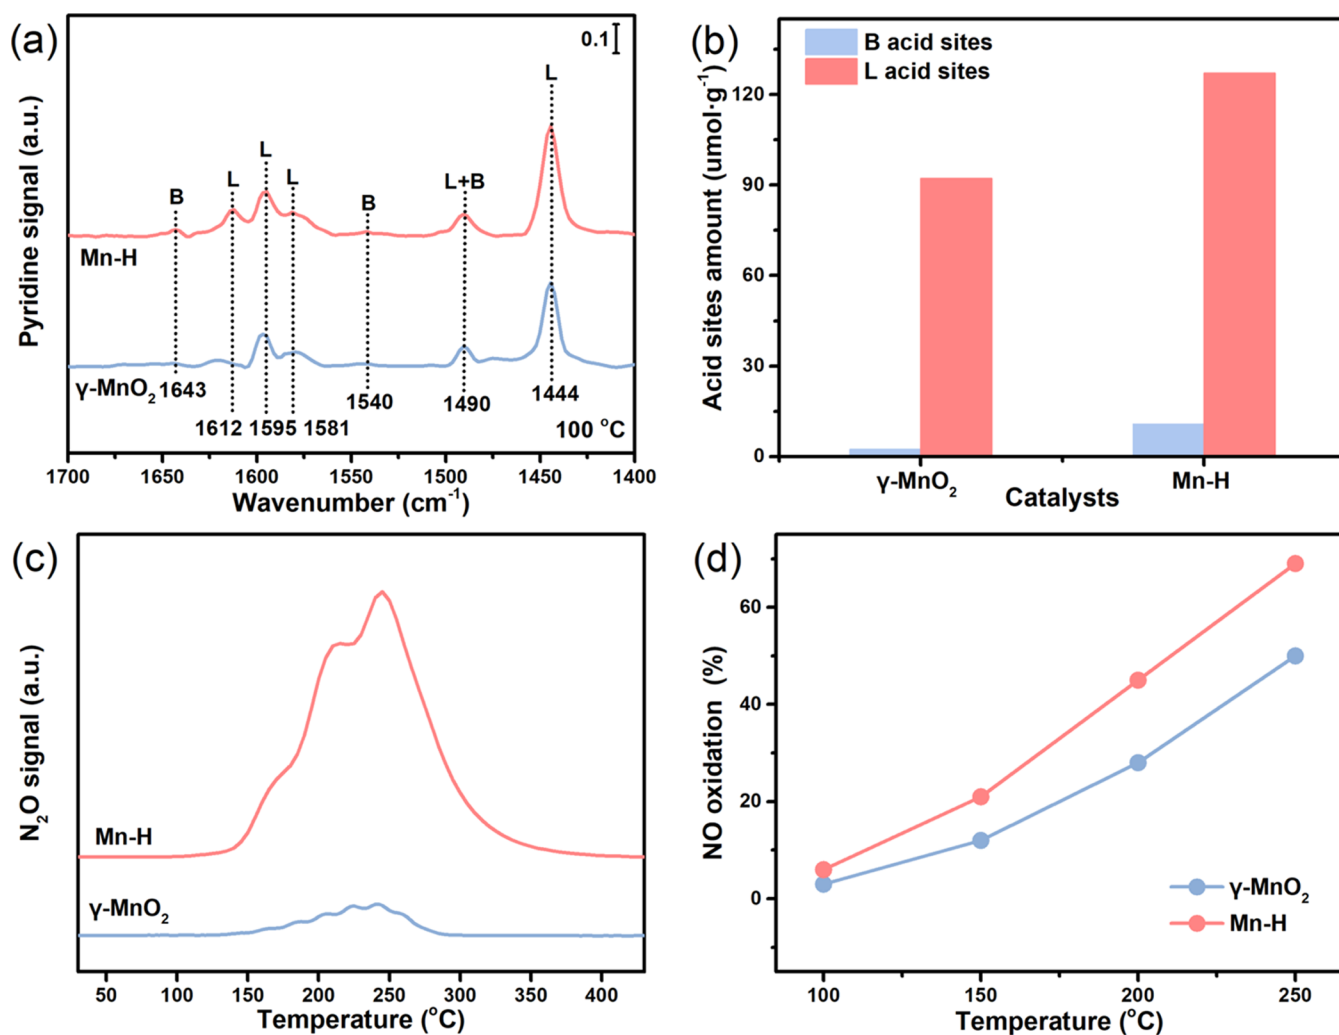 (a)
0.1
Pyridine signal (a.u.)
B
L
L
L
B
L+B
L
Mn-H
γ-MnO₂
1643
1612
1595
1581
1540
1490
1444
100 °C
1700
1650
1600
1550
1500
1450
1400
Wavenumber (cm⁻¹)
(b)
B acid sites
L acid sites
Acid sites amount (umol·g⁻¹)
120
90
60
30
0
γ-MnO₂
Mn-H
Catalysts
(c)
N₂O signal (a.u.)
Mn-H
γ-MnO₂
50
100
150
200
250
300
350
400
Temperature (°C)
(d)
NO oxidation (%)
60
40
20
0
γ-MnO₂
Mn-H
100
150
200
250
Temperature (°C)